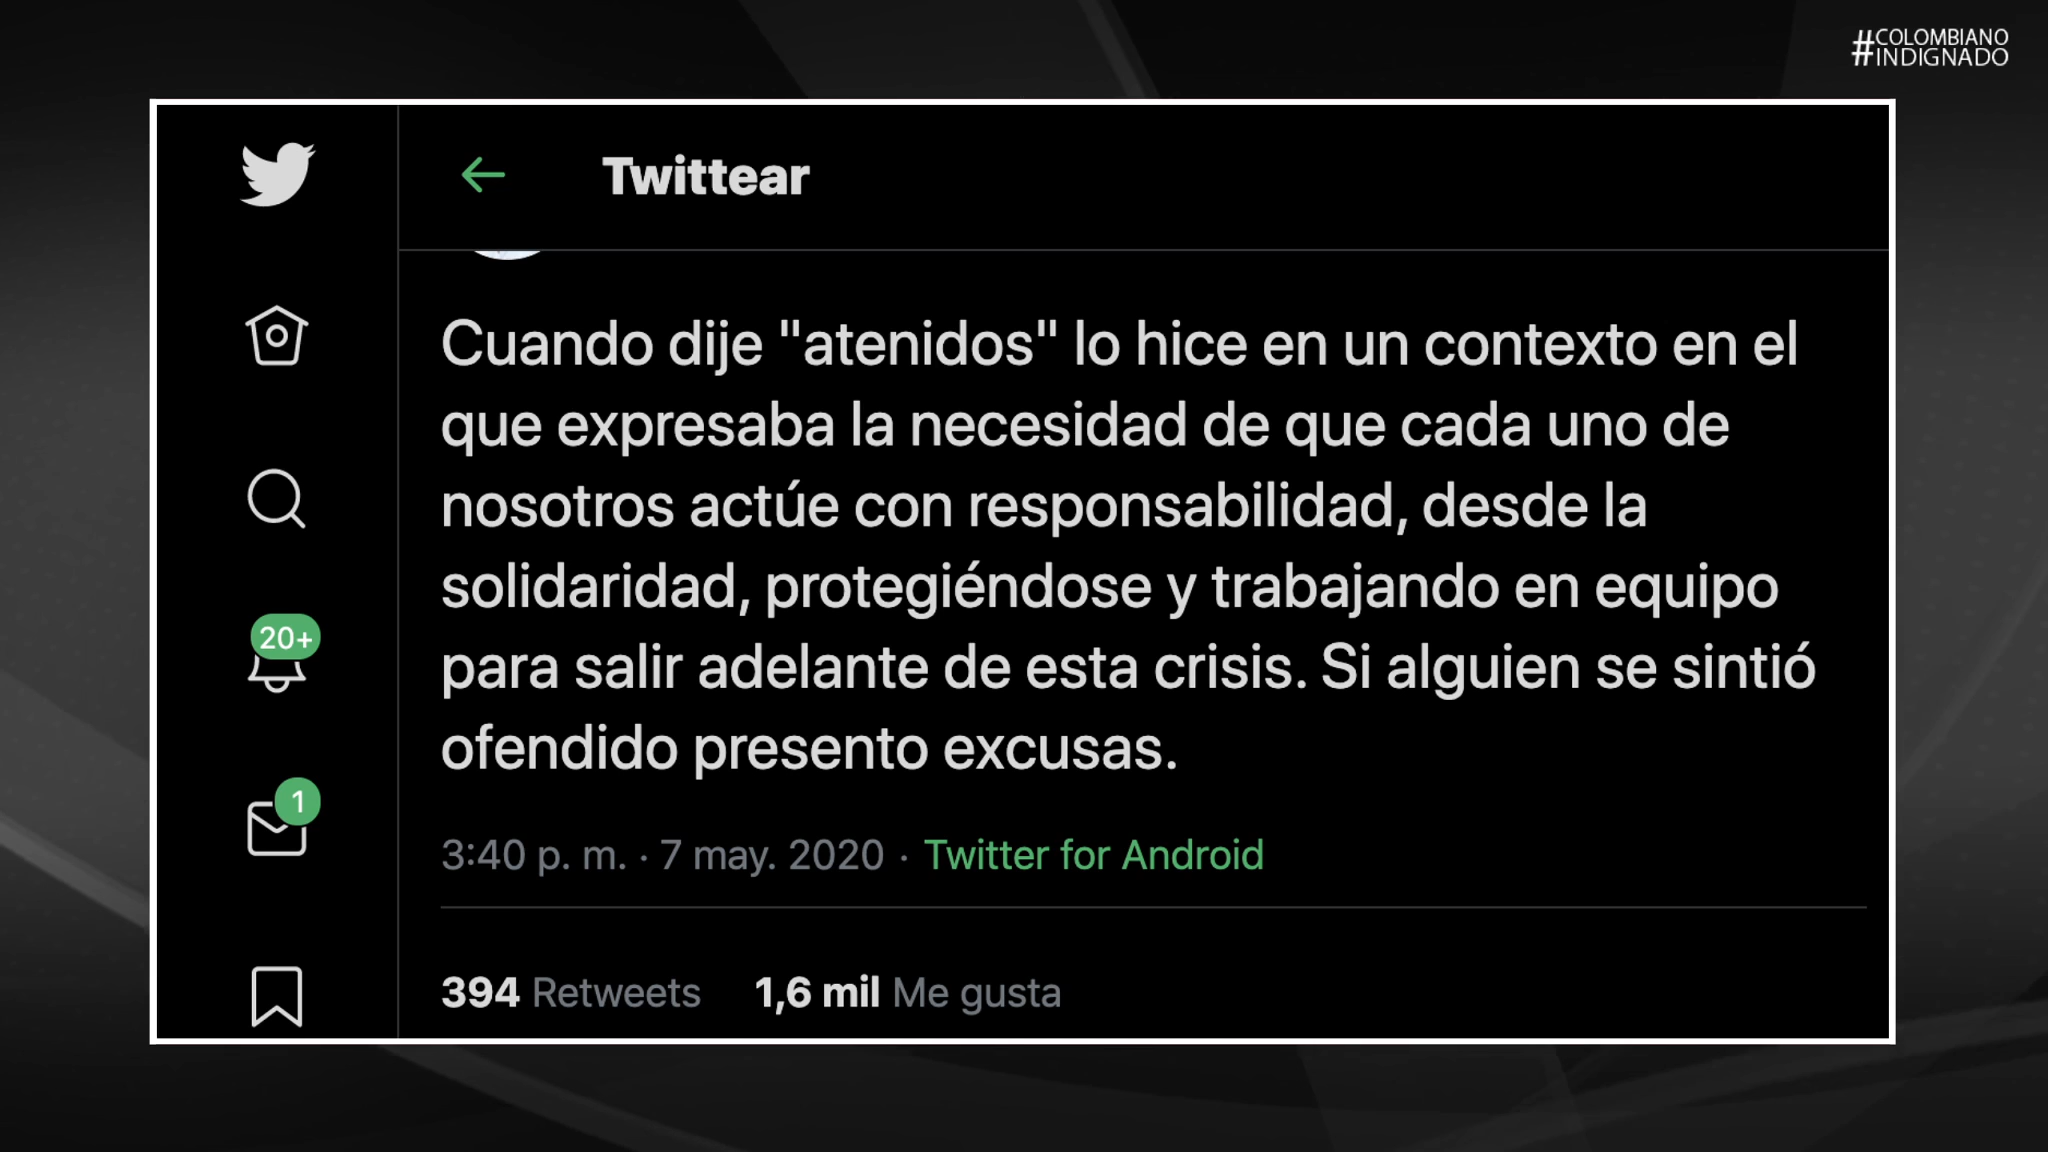 #COLOMBIANO
INDIGNADO
Twittear
Cuando dije "atenidos" lo hice en un contexto en el
que expresaba la necesidad de que cada uno de
nosotros actúe con responsabilidad, desde la
solidaridad, protegiéndose y trabajando en equipo
para salir adelante de esta crisis. Si alguien se sintió
ofendido presento excusas.
20+
1
3:40 p. m. · 7 may. 2020 · Twitter for Android
394 Retweets 1,6 mil Me gusta